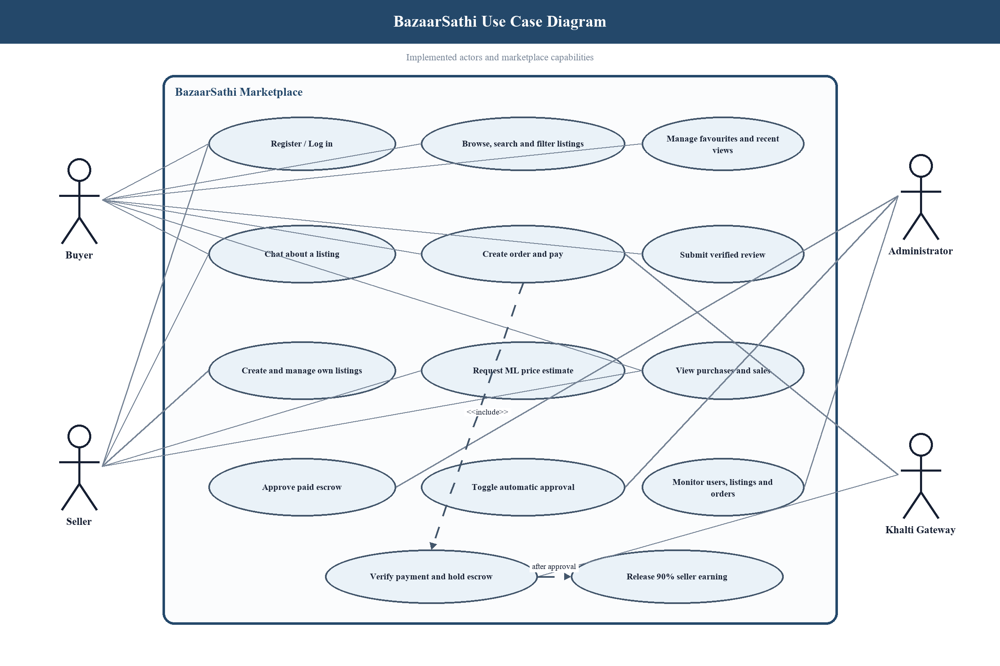 BazaarSathi Use Case Diagram
Implemented actors and marketplace capabilities
BazaarSathi Marketplace
Register / Log in
Browse, search and filter listings
Manage favourites and recent
views
Buyer
Chat about a listing
Create order and pay
Submit verified review
Administrator
Create and manage own listings
Request ML price estimate
View purchases and sales
<<include>>
Approve paid escrow
Toggle automatic approval
Monitor users, listings and
orders
Seller
Khalti Gateway
after approval
Verify payment and hold escrow
Release 90% seller earning